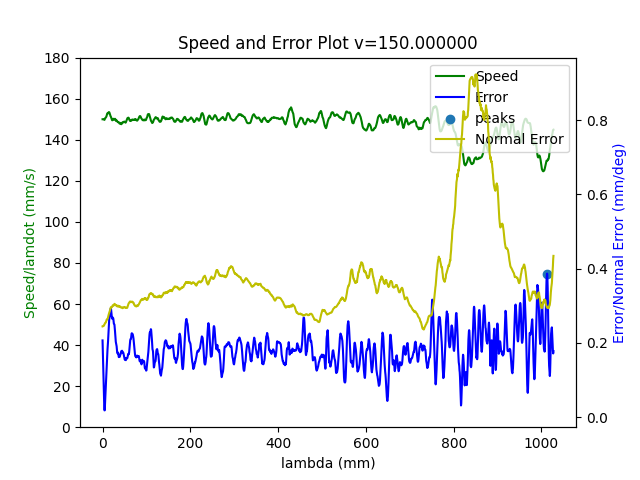 Speed and Error Plot v=150.000000
Speed/lamdot (mm/s)
180
160
140
120
100
80
60
40
20
0
Speed
Error
peaks
Normal Error
0.8
0.6
0.4
0.2
0.0
Error/Normal Error (mm/deg)
0 200 400 600 800 1000
lambda (mm)